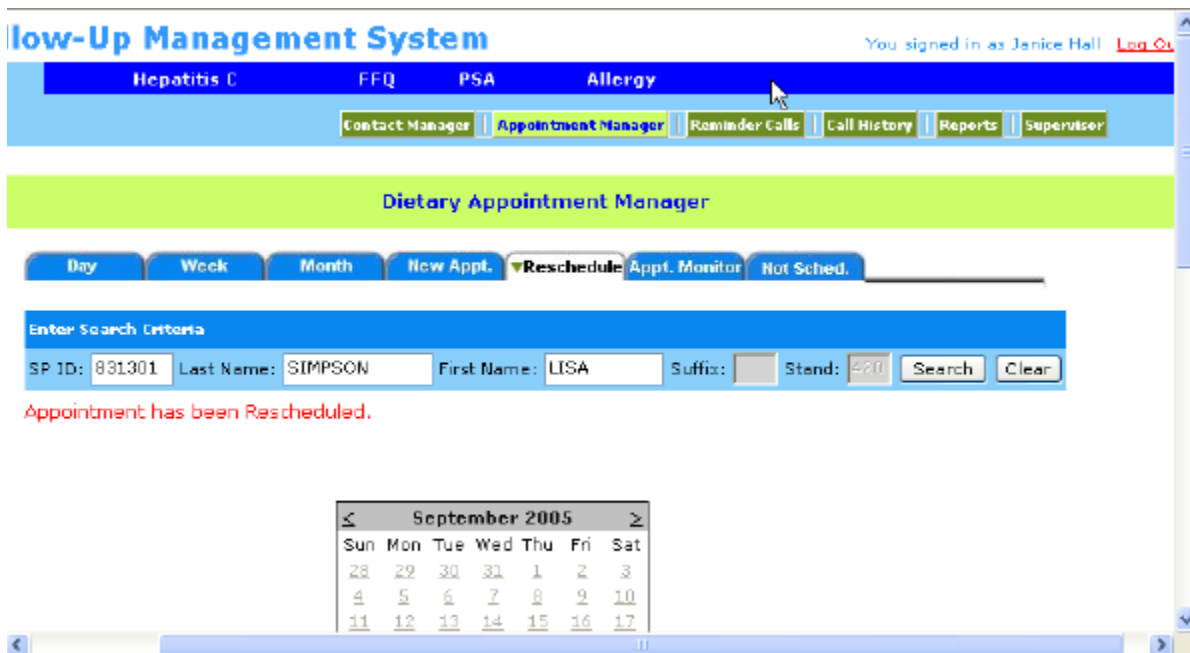 low-Up Management System
You signed in as Janice Hall Log Ou
Hepatitis C FFQ PSA Allergy
Contact Manager Appointment Manager Reminder Calls Call History Reports Supervisor
Dietary Appointment Manager
Day Week Month New Appt. Reschedule Appt. Monitor Not Sched.
Enter Search Criteria
SP ID: 831301 Last Name: SIMPSON First Name: LISA Suffix: Stand: 420 Search Clear
Appointment has been Rescheduled.
< September 2005 >
Sun Mon Tue Wed Thu Fri Sat
28 29 30 31 1 2 3
4 5 6 7 8 9 10
11 12 13 14 15 16 17